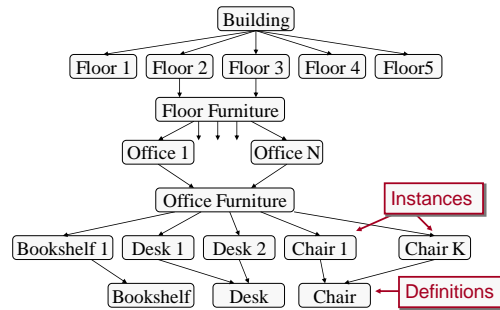 Building
Floor 1 Floor 2 Floor 3 Floor 4 Floor5
Floor Furniture
Office 1 Office N
Office Furniture
Instances
Bookshelf 1 Desk 1 Desk 2 Chair 1 Chair K
Bookshelf Desk Chair
Definitions